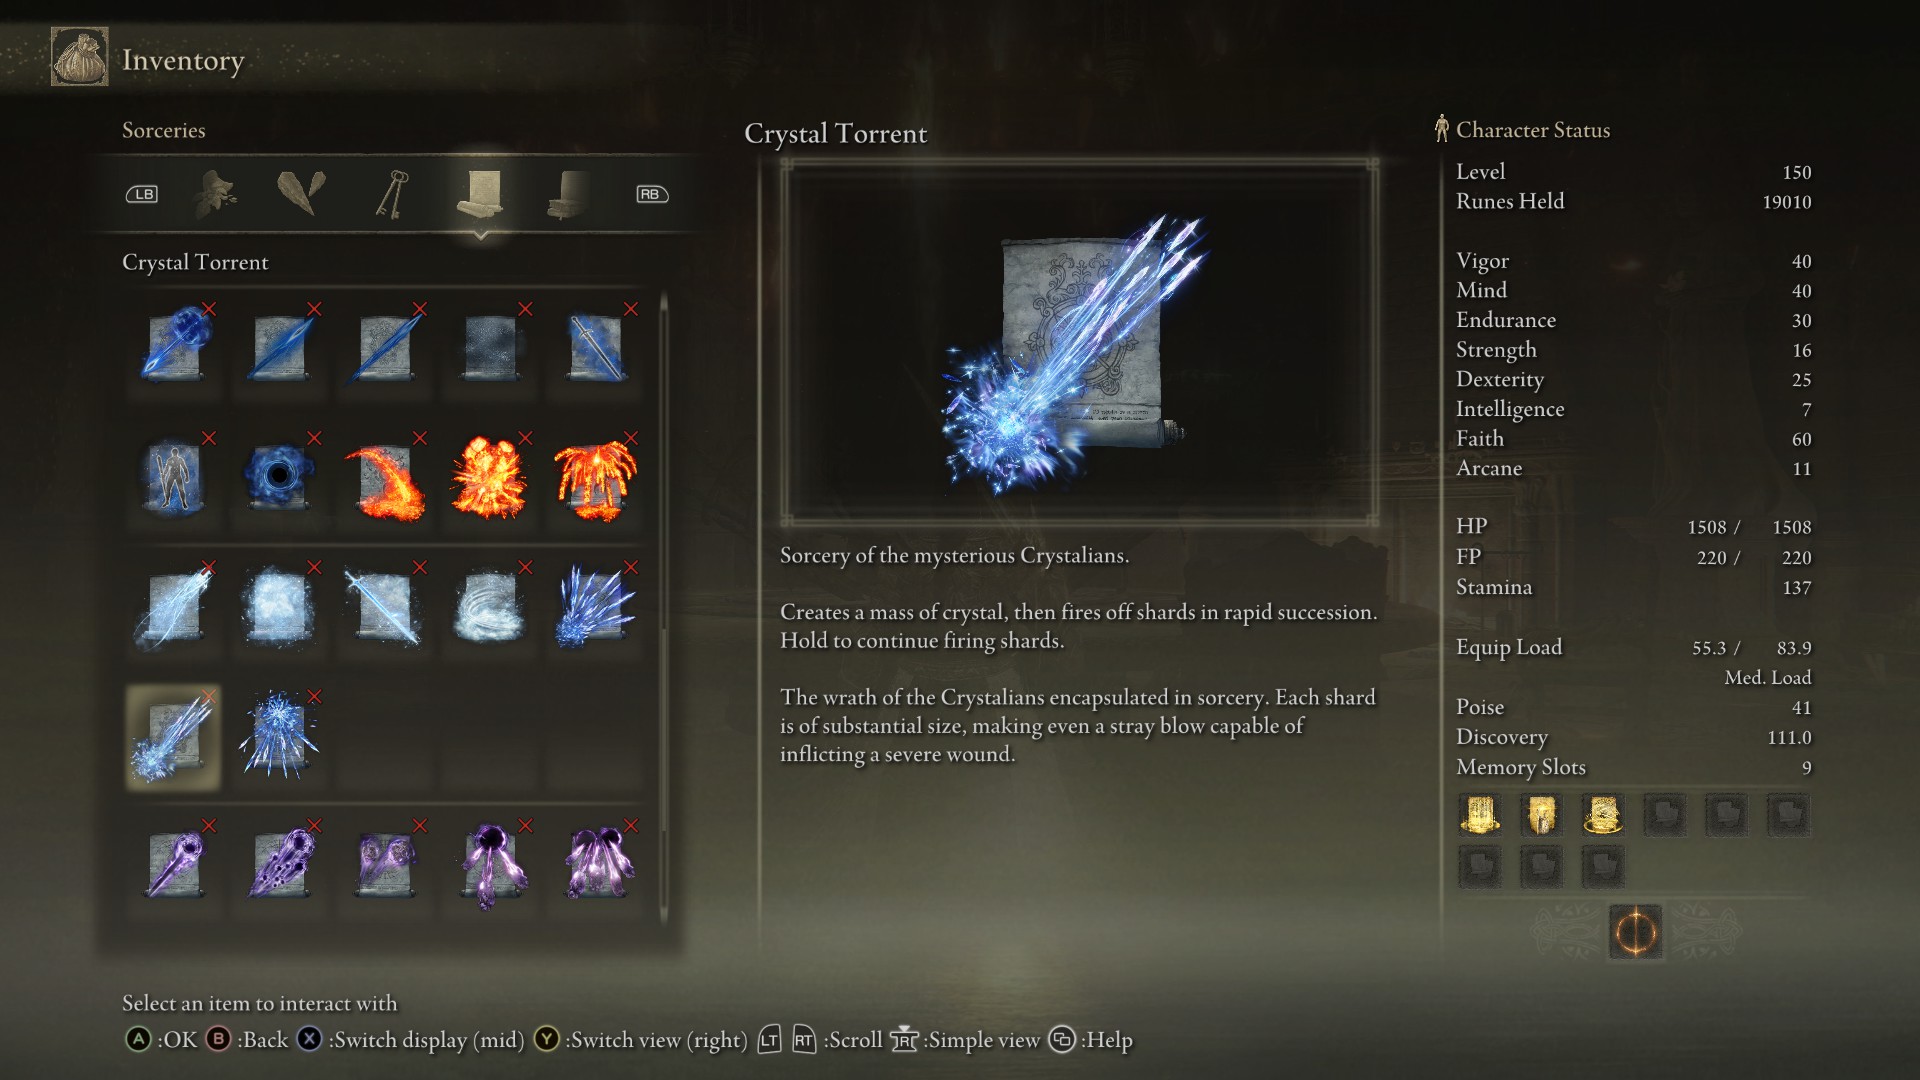 Inventory
Sorceries
LB
RB
Crystal Torrent
Crystal Torrent
Sorcery of the mysterious Crystalians.
Creates a mass of crystal, then fires off shards in rapid succession.
Hold to continue firing shards.
The wrath of the Crystalians encapsulated in sorcery. Each shard
is of substantial size, making even a stray blow capable of
inflicting a severe wound.
Character Status
Level 150
Runes Held 19010
Vigor 40
Mind 40
Endurance 30
Strength 16
Dexterity 25
Intelligence 7
Faith 60
Arcane 11
HP 1508 / 1508
FP 220 / 220
Stamina 137
Equip Load 55.3 / 83.9
Med. Load
Poise 41
Discovery 111.0
Memory Slots 9
Select an item to interact with
A :OK B :Back X :Switch display (mid) Y :Switch view (right) LT RT :Scroll R :Simple view :Help